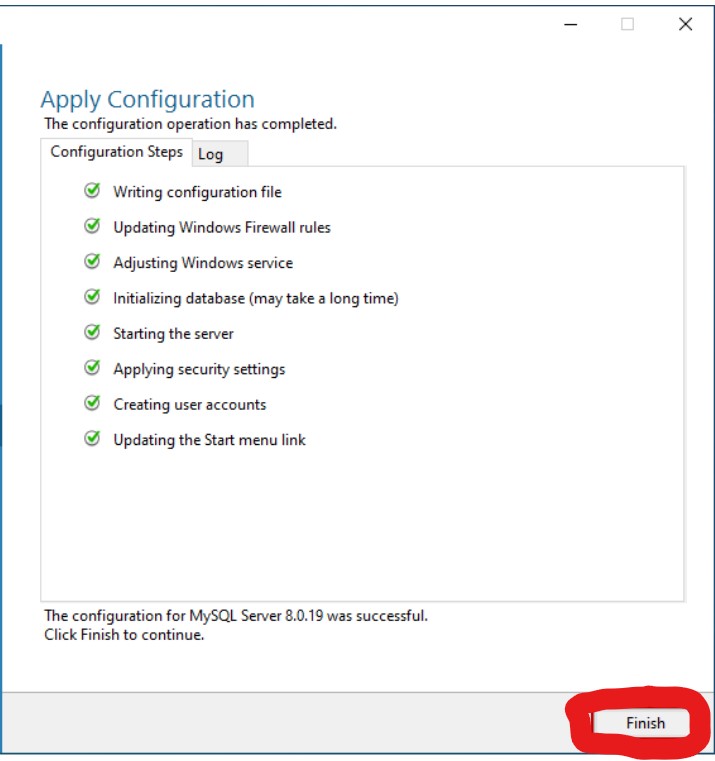 Apply Configuration
The configuration operation has completed.
Configuration Steps Log
Writing configuration file
Updating Windows Firewall rules
Adjusting Windows service
Initializing database (may take a long time)
Starting the server
Applying security settings
Creating user accounts
Updating the Start menu link
The configuration for MySQL Server 8.0.19 was successful.
Click Finish to continue.
Finish